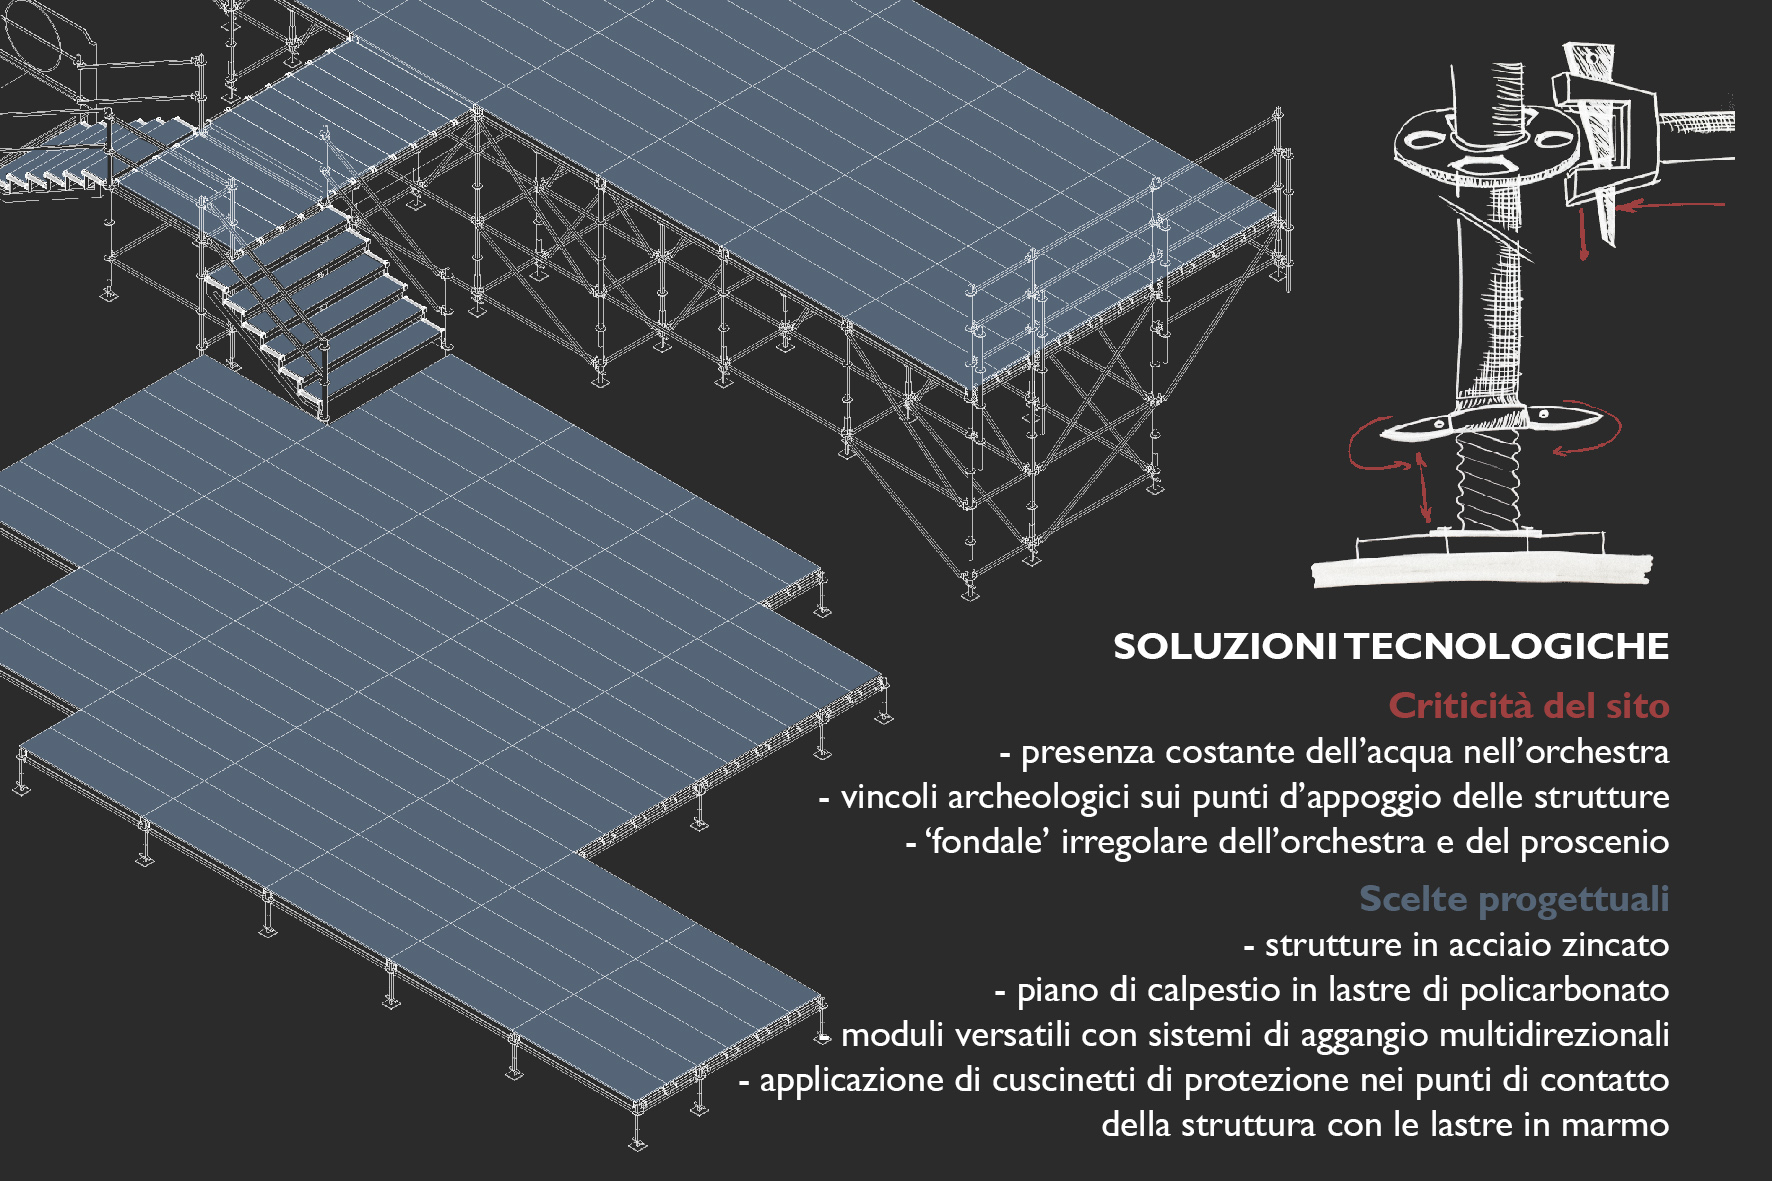 SOLUZIONI TECNOLOGICHE
Criticità del sito
- presenza costante dell’acqua nell’orchestra
- vincoli archeologici sui punti d’appoggio delle strutture
- ‘fondale’ irregolare dell’orchestra e del proscenio
Scelte progettuali
- strutture in acciaio zincato
- piano di calpestio in lastre di policarbonato
- moduli versatili con sistemi di aggangio multidirezionali
- applicazione di cuscinetti di protezione nei punti di contatto
della struttura con le lastre in marmo